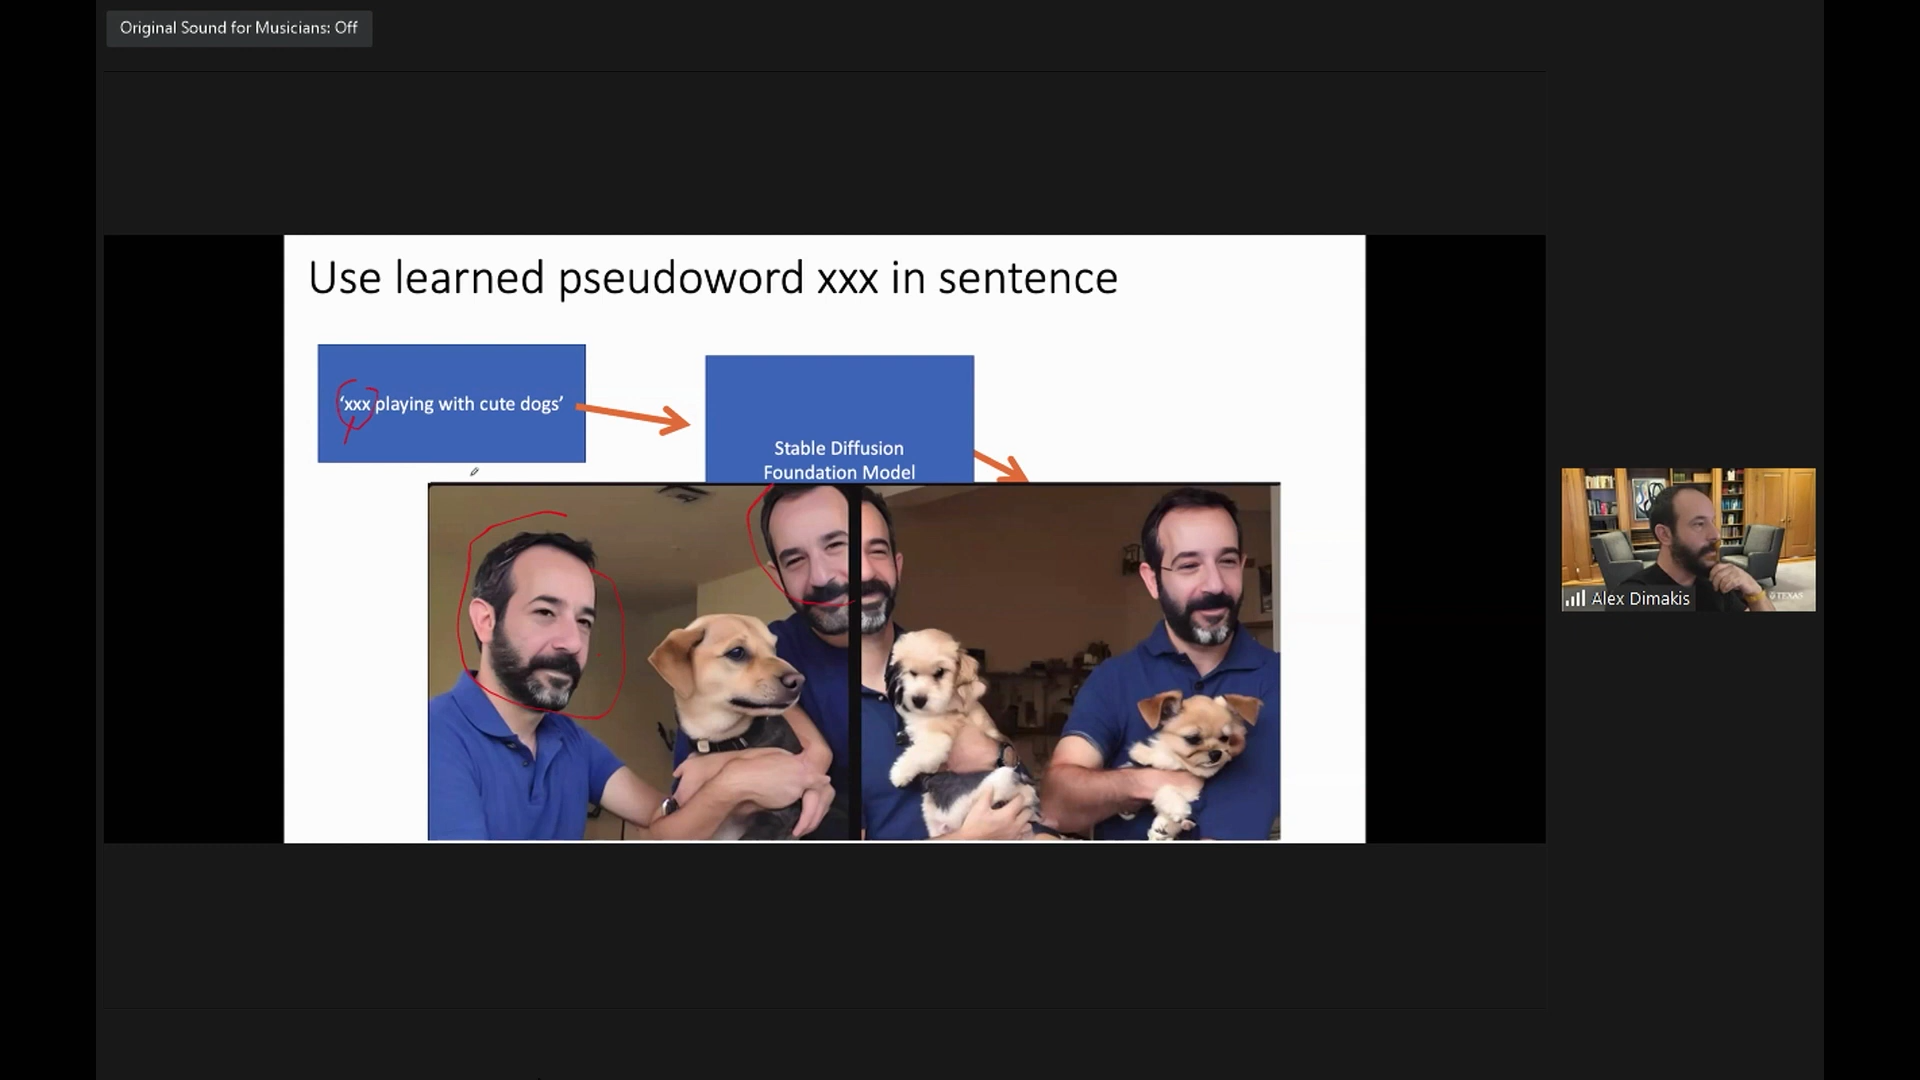 Original Sound for Musicians: Off
Use learned pseudoword xxx in sentence
‘xxx playing with cute dogs’
Stable Diffusion
Foundation Model
Alex Dimakis
TEXAS